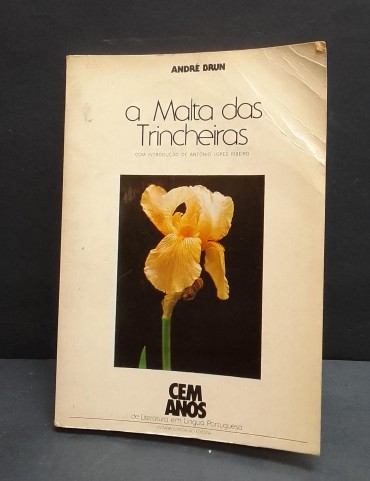 ANDRÉ BRUN
a Malta das
Trincheiras
COM INTRODUÇÃO DE ANTÓNIO LOPES RIBEIRO
CEM
ANOS
de Literatura em Língua Portuguesa